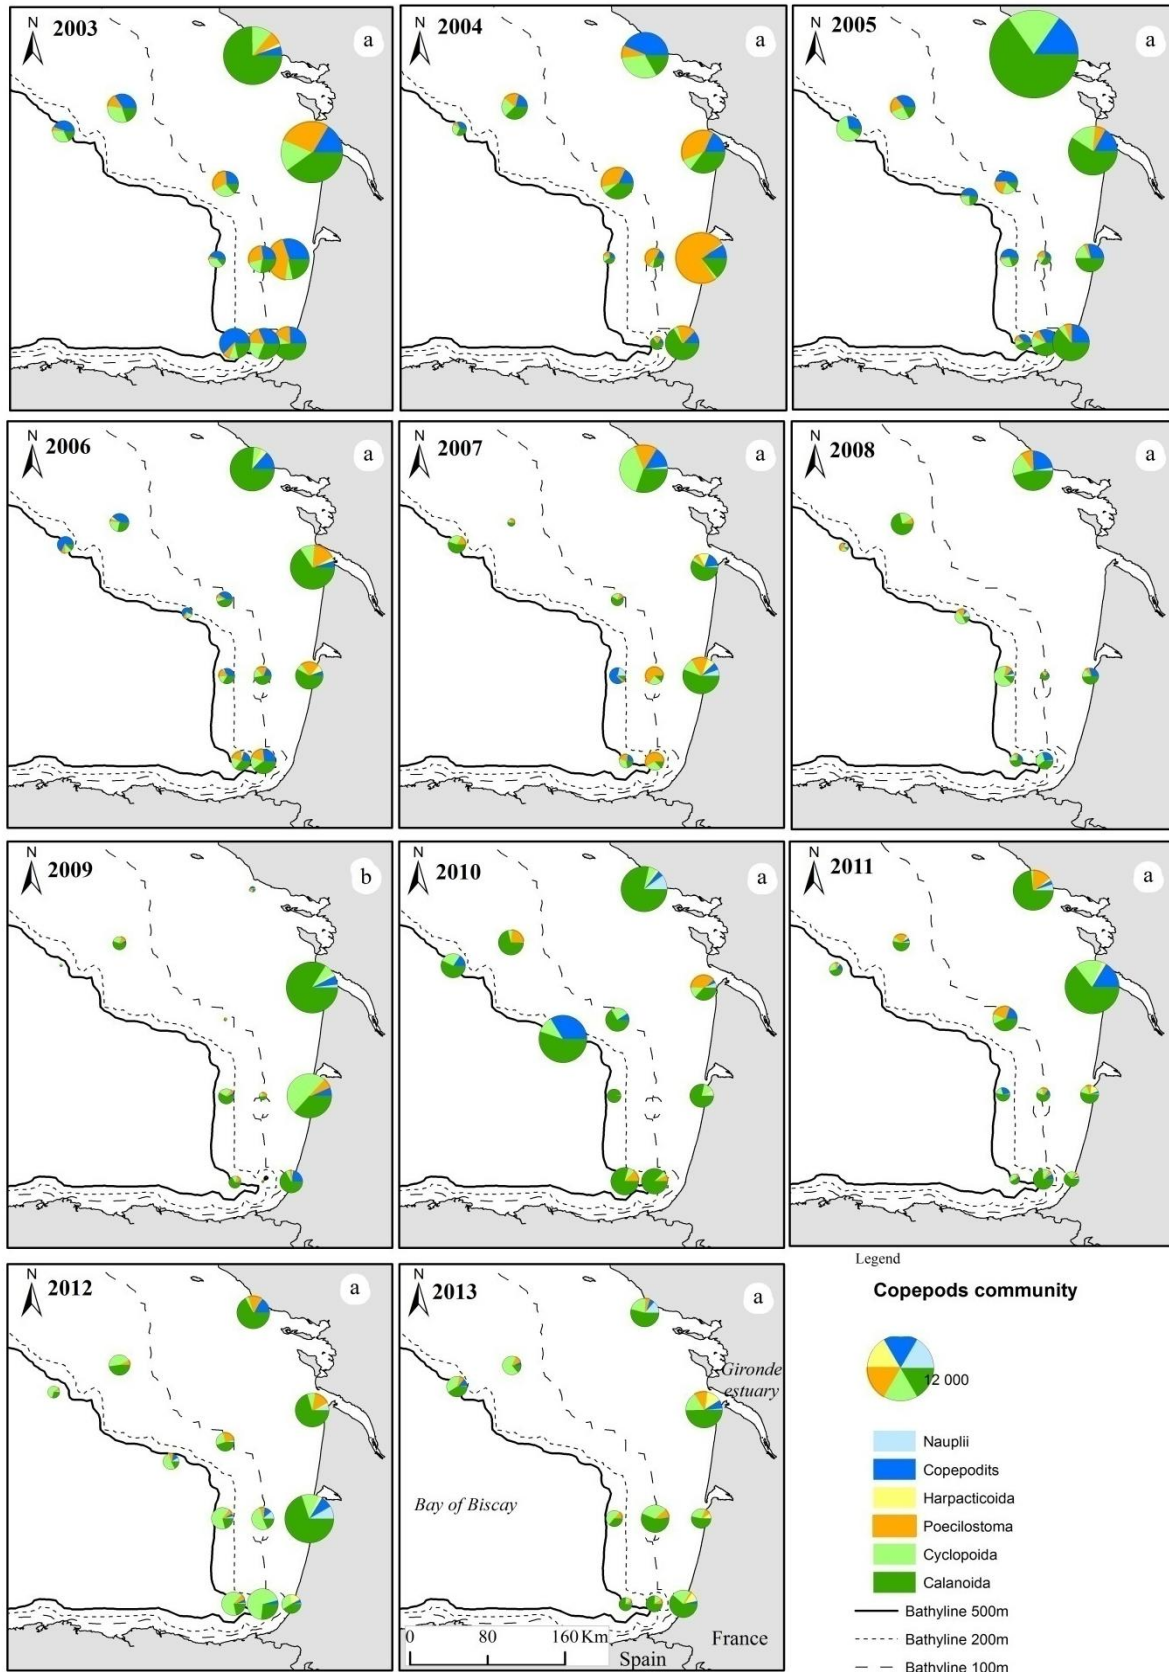 N
2003
a
N
2004
a
N
2005
a
N
2006
a
N
2007
a
N
2008
a
N
2009
b
N
2010
a
N
2011
a
N
2012
a
N
2013
a
Gironde
estuary
Bay of Biscay
0 80 160 Km
France
Spain
Legend
Copepods community
12 000
Nauplii
Copepodits
Harpacticoida
Poecilostoma
Cyclopoida
Calanoida
Bathyline 500m
Bathyline 200m
Bathyline 100m